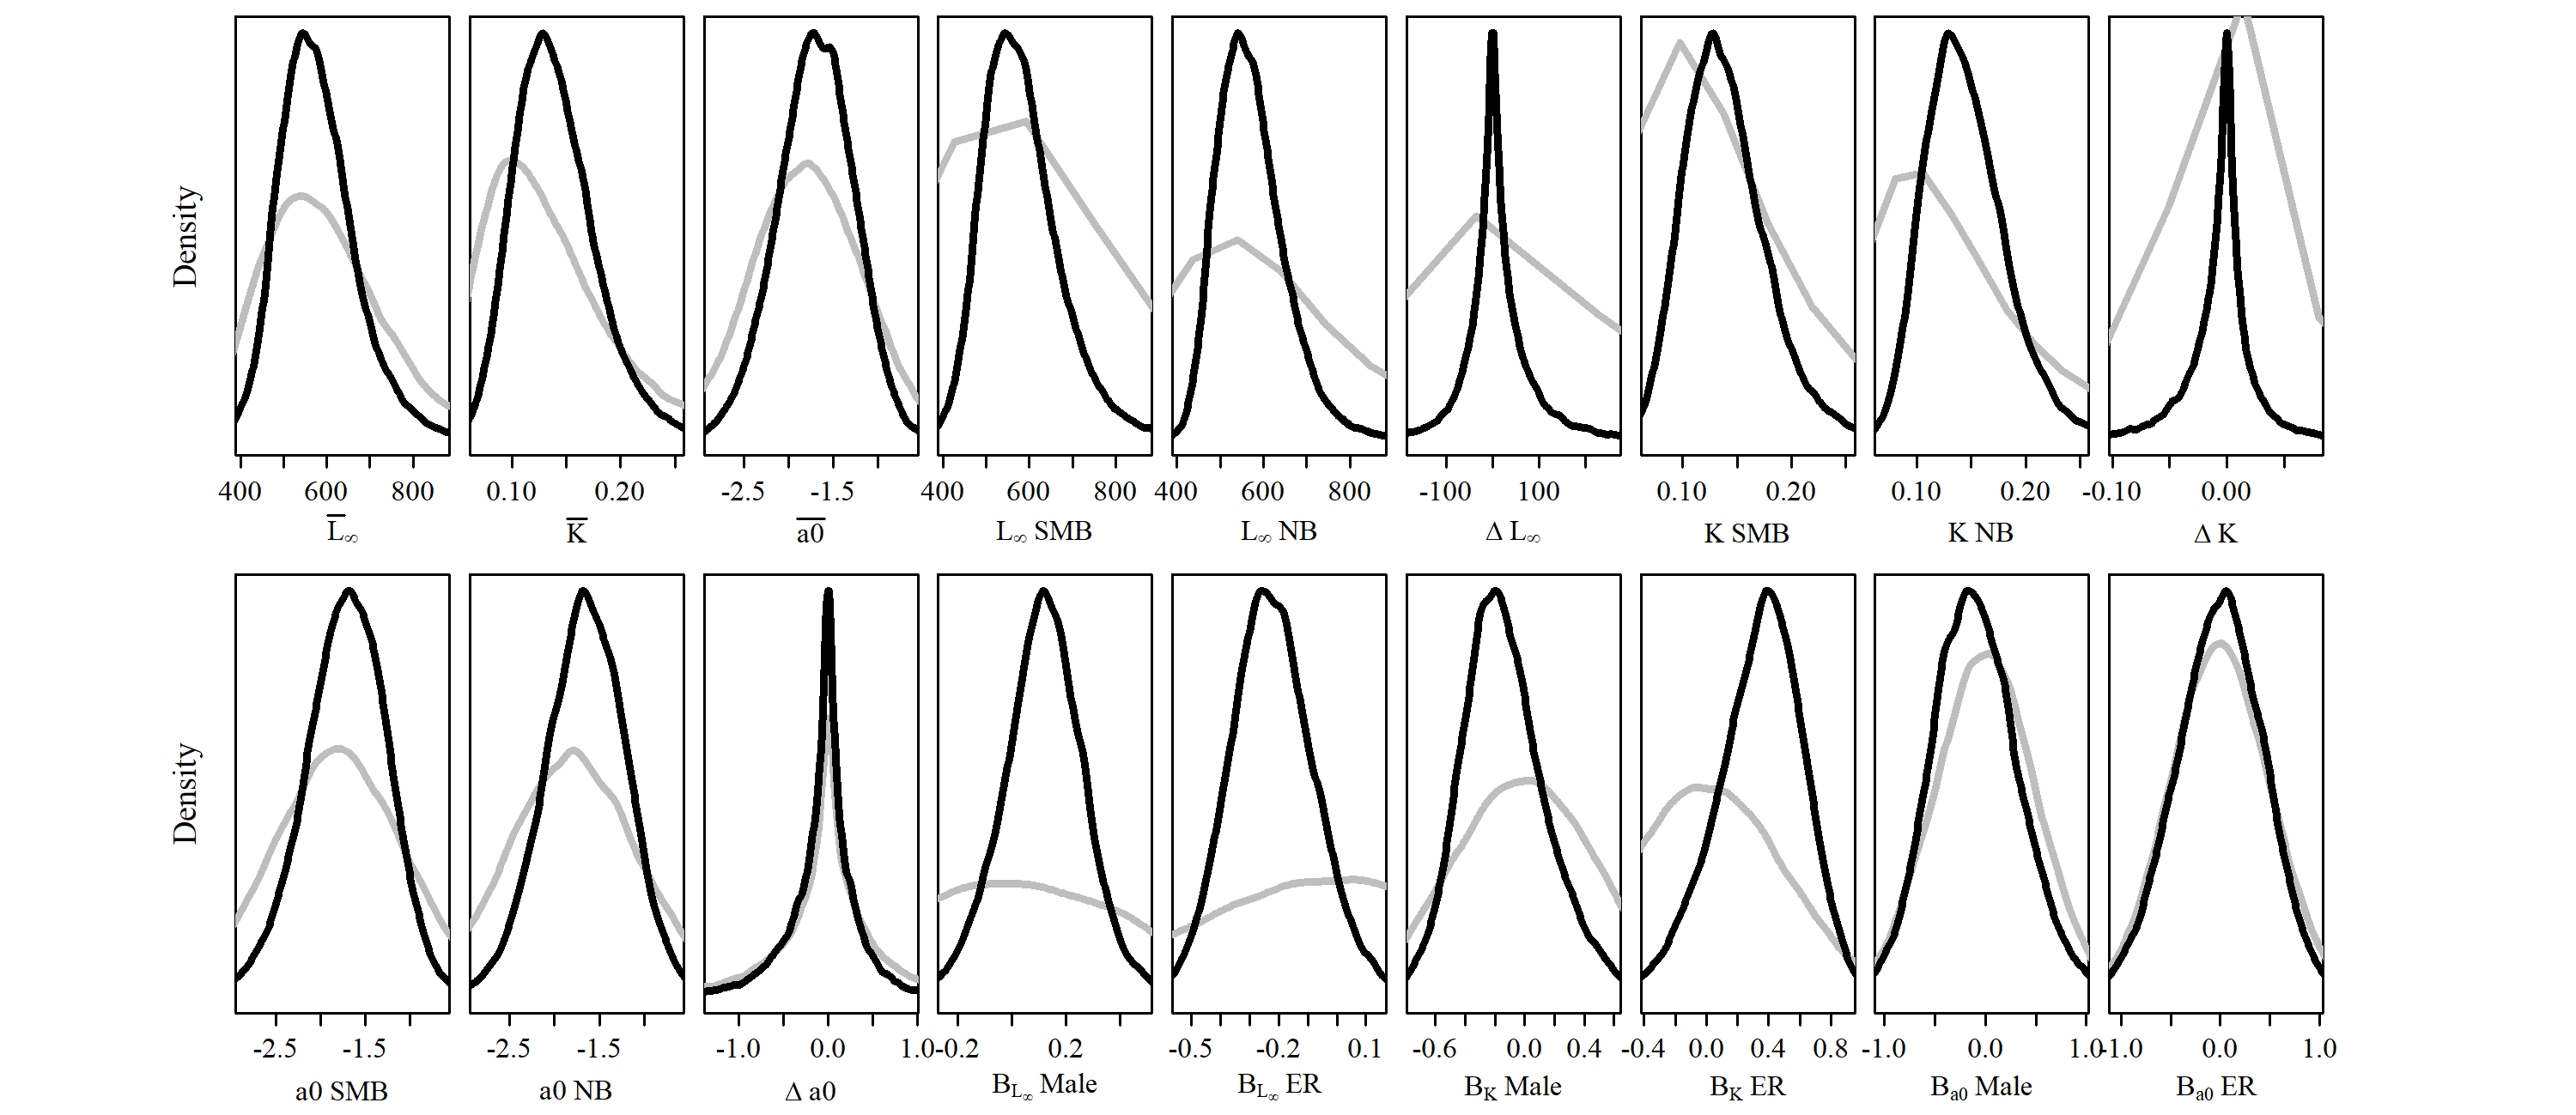 Density
400 600 800 0.10 0.20 -2.5 -1.5 400 600 800 400 600 800 -100 100 0.10 0.20 0.10 0.20 -0.10 0.00
L̅∞ K̅ a0̅ L∞ SMB L∞ NB Δ L∞ K SMB K NB Δ K
Density
-2.5 -1.5 -2.5 -1.5 -1.0 0.0 1.0 -0.2 0.2 -0.5 -0.2 0.1 -0.6 0.0 0.4 -0.4 0.0 0.4 0.8 -1.0 0.0 1.0 -1.0 0.0 1.0
a0 SMB a0 NB Δ a0 BL∞ Male BL∞ ER BK Male BK ER Ba0 Male Ba0 ER